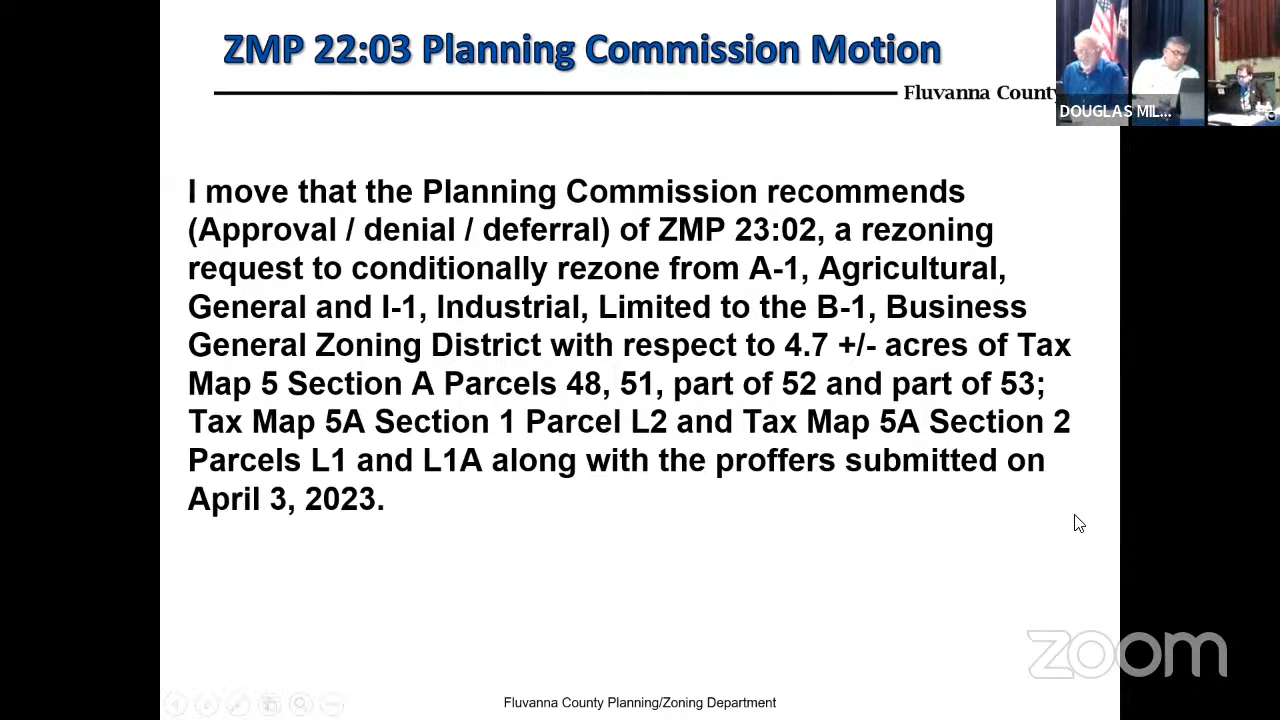 ZMP 22:03 Planning Commission Motion
Fluvanna County
DOUGLAS MIL...
I move that the Planning Commission recommends
(Approval / denial / deferral) of ZMP 23:02, a rezoning
request to conditionally rezone from A-1, Agricultural,
General and I-1, Industrial, Limited to the B-1, Business
General Zoning District with respect to 4.7 +/- acres of Tax
Map 5 Section A Parcels 48, 51, part of 52 and part of 53;
Tax Map 5A Section 1 Parcel L2 and Tax Map 5A Section 2
Parcels L1 and L1A along with the proffers submitted on
April 3, 2023.
zoom
Fluvanna County Planning/Zoning Department